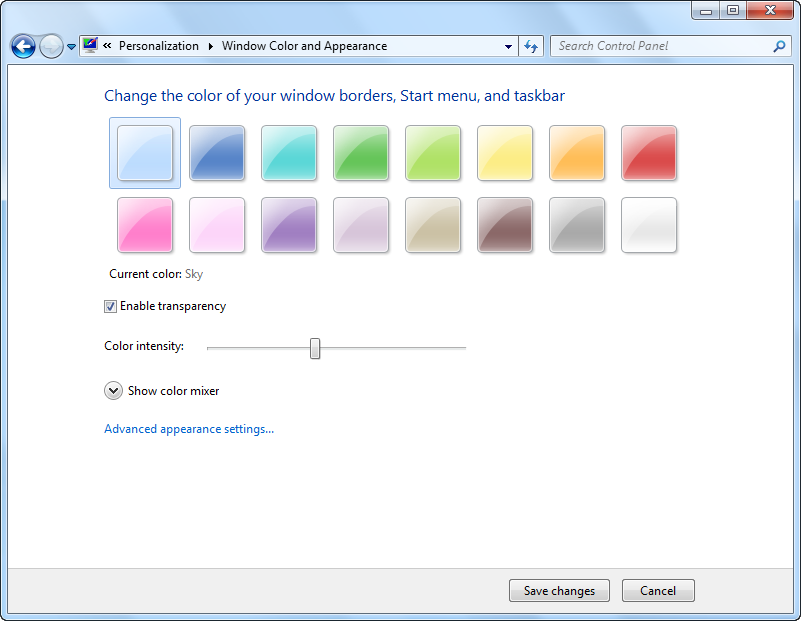 « Personalization ▸ Window Color and Appearance
Search Control Panel
Change the color of your window borders, Start menu, and taskbar
Current color: Sky
Enable transparency
Color intensity:
Show color mixer
Advanced appearance settings...
Save changes
Cancel